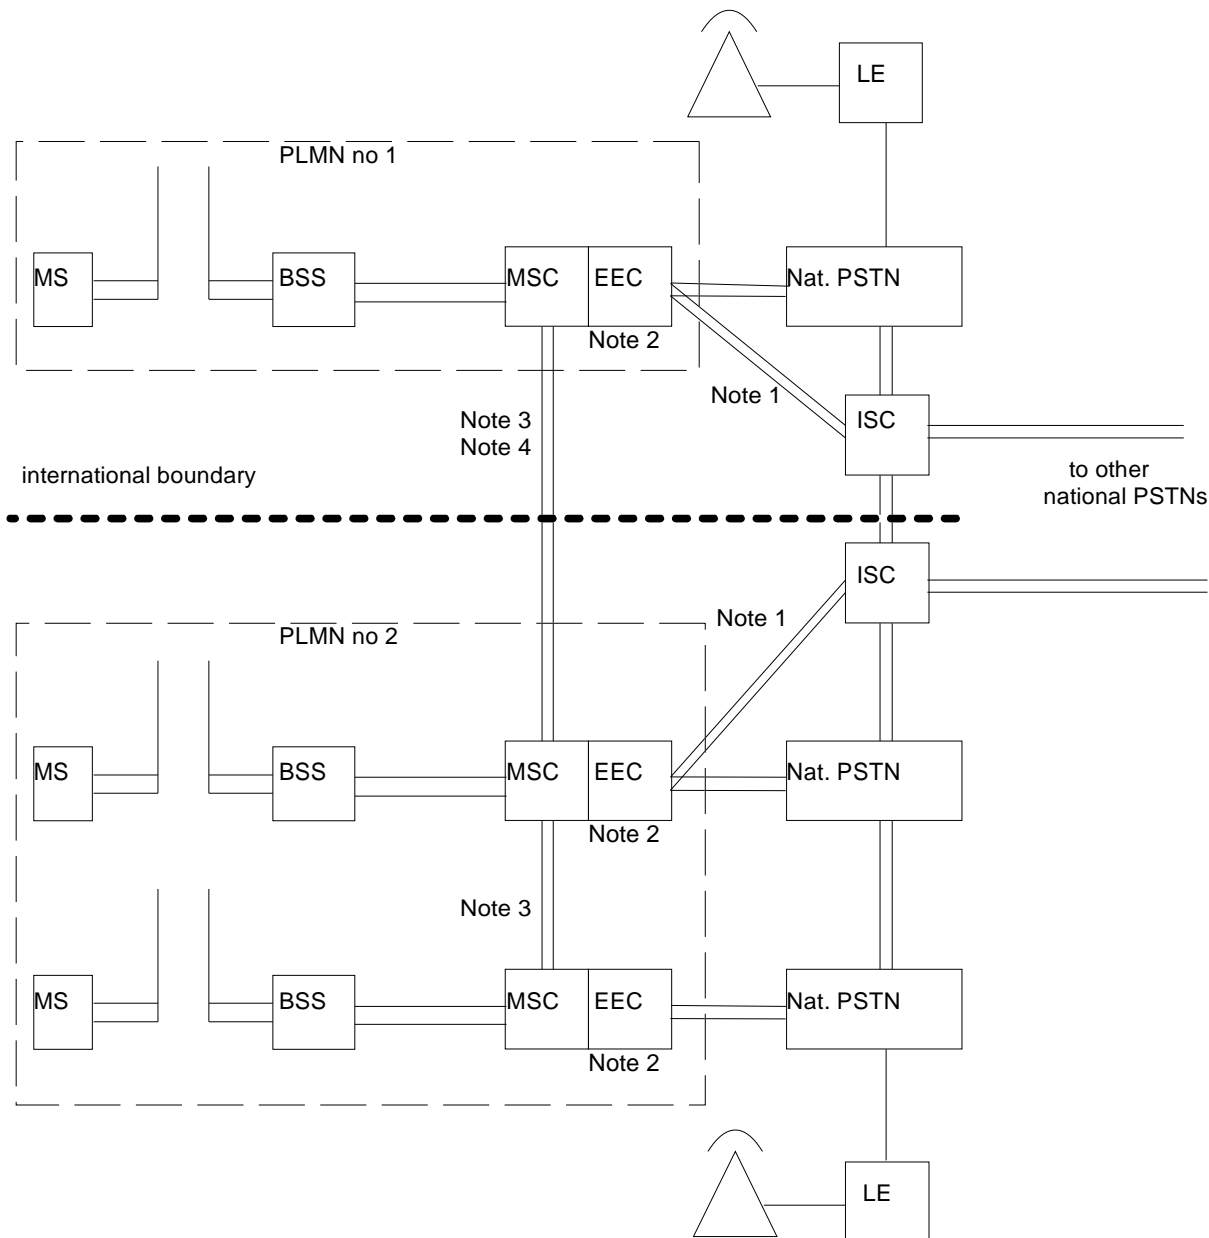 LE
PLMN no 1
MS
BSS
MSC
EEC
Nat. PSTN
Note 2
Note 1
ISC
Note 3
Note 4
international boundary
to other
national PSTNs
ISC
Note 1
PLMN no 2
MS
BSS
MSC
EEC
Nat. PSTN
Note 2
Note 3
MS
BSS
MSC
EEC
Nat. PSTN
Note 2
LE